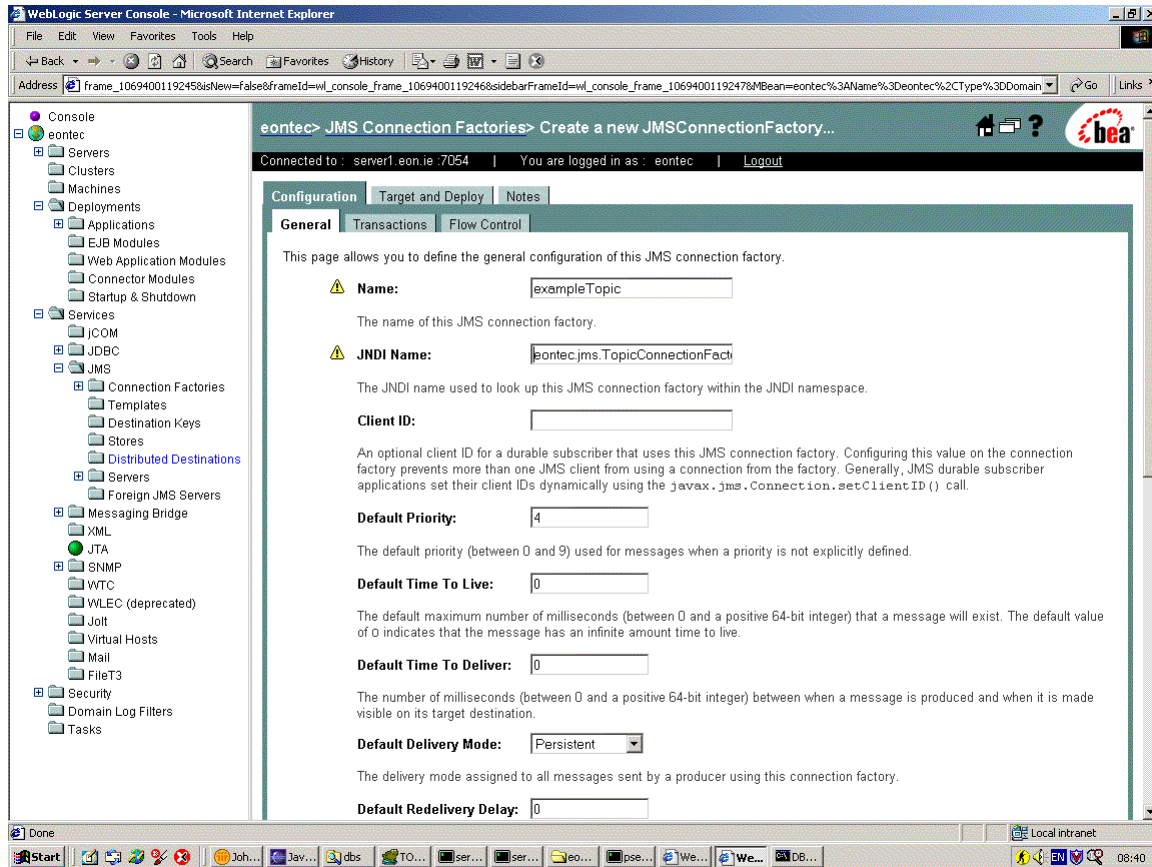 WebLogic Server Console - Microsoft Internet Explorer
File Edit View Favorites Tools Help
Back Search Favorites History
Address frame_1069400119245&isNew=false&frameId=wl_console_frame_1069400119246&sidebarFrameId=wl_console_frame_1069400119247&MBean=eontec%3AName%3Deontec%2CType%3DDomain Go Links
Console
eontec
Servers
Clusters
Machines
Deployments
Applications
EJB Modules
Web Application Modules
Connector Modules
Startup & Shutdown
Services
jCOM
JDBC
JMS
Connection Factories
Templates
Destination Keys
Stores
Distributed Destinations
Servers
Foreign JMS Servers
Messaging Bridge
XML
JTA
SNMP
WTC
WLEC (deprecated)
Jolt
Virtual Hosts
Mail
FileT3
Security
Domain Log Filters
Tasks
eontec> JMS Connection Factories> Create a new JMSConnectionFactory...
? bea
Connected to : server1.eon.ie :7054 | You are logged in as : eontec | Logout
Configuration Target and Deploy Notes
General Transactions Flow Control
This page allows you to define the general configuration of this JMS connection factory.
Name: exampleTopic
The name of this JMS connection factory.
JNDI Name: eontec.jms.TopicConnectionFact
The JNDI name used to look up this JMS connection factory within the JNDI namespace.
Client ID:
An optional client ID for a durable subscriber that uses this JMS connection factory. Configuring this value on the connection
factory prevents more than one JMS client from using a connection from the factory. Generally, JMS durable subscriber
applications set their client IDs dynamically using the javax.jms.Connection.setClientID() call.
Default Priority: 4
The default priority (between 0 and 9) used for messages when a priority is not explicitly defined.
Default Time To Live: 0
The default maximum number of milliseconds (between 0 and a positive 64-bit integer) that a message will exist. The default value
of 0 indicates that the message has an infinite amount time to live.
Default Time To Deliver: 0
The number of milliseconds (between 0 and a positive 64-bit integer) between when a message is produced and when it is made
visible on its target destination.
Default Delivery Mode: Persistent
The delivery mode assigned to all messages sent by a producer using this connection factory.
Default Redelivery Delay: 0
Done Local intranet
Start Joh... Jav... dbs TO... ser... ser... eo... pse... We... We... DB... EN 08:40